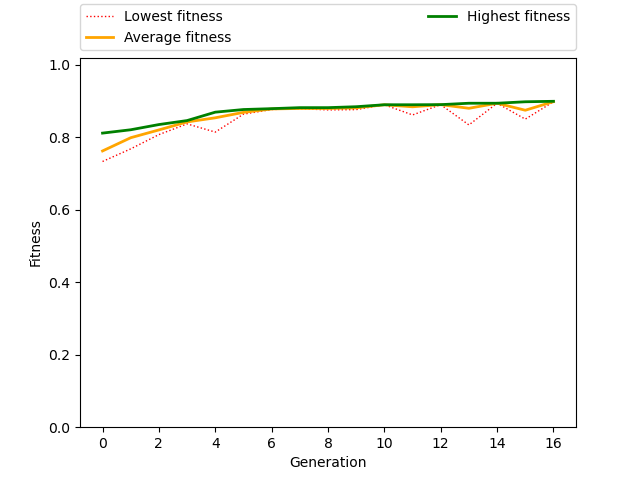 Lowest fitness
Average fitness
Highest fitness
1.0
0.8
0.6
0.4
0.2
0.0
Fitness
0 2 4 6 8 10 12 14 16
Generation